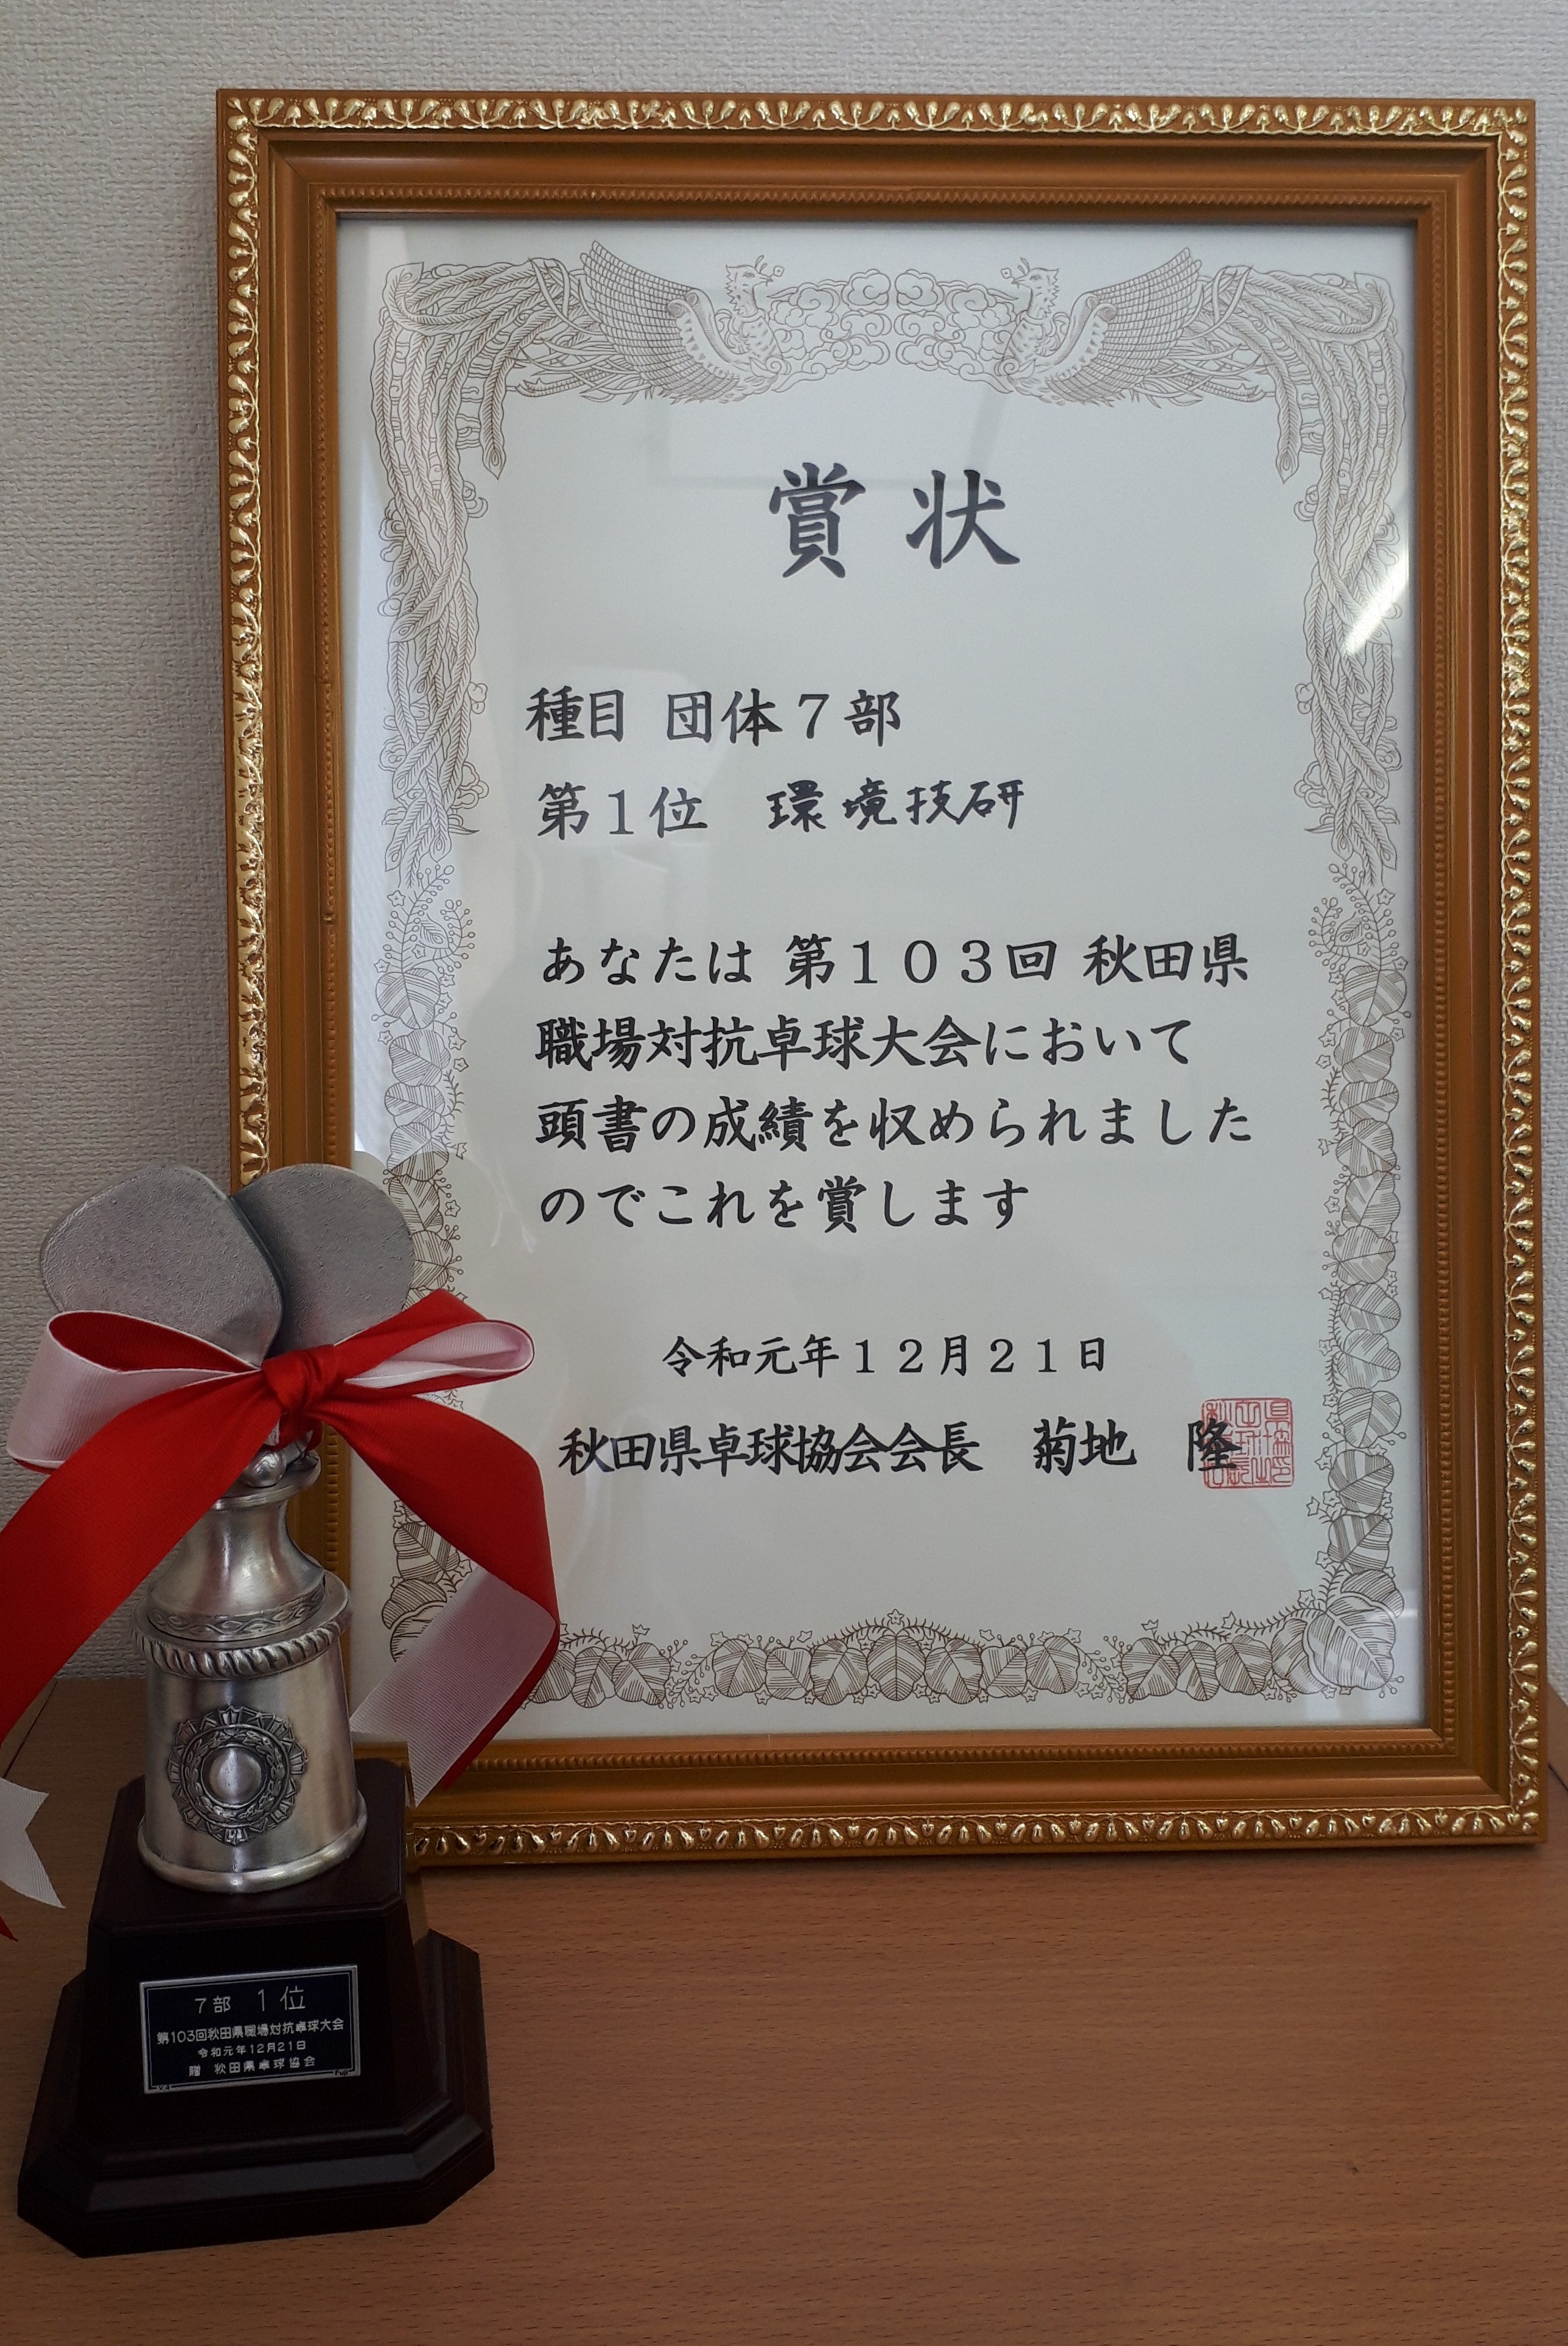 賞状
種目 団体７部
第１位 環境技研
あなたは 第１０３回 秋田県
職場対抗卓球大会において
頭書の成績を収められました
のでこれを賞します
令和元年１２月２１日
秋田県卓球協会会長 菊地 隆
７部 １位
第103回秋田県職場対抗卓球大会
令和元年12月21日
贈 秋田県卓球協会